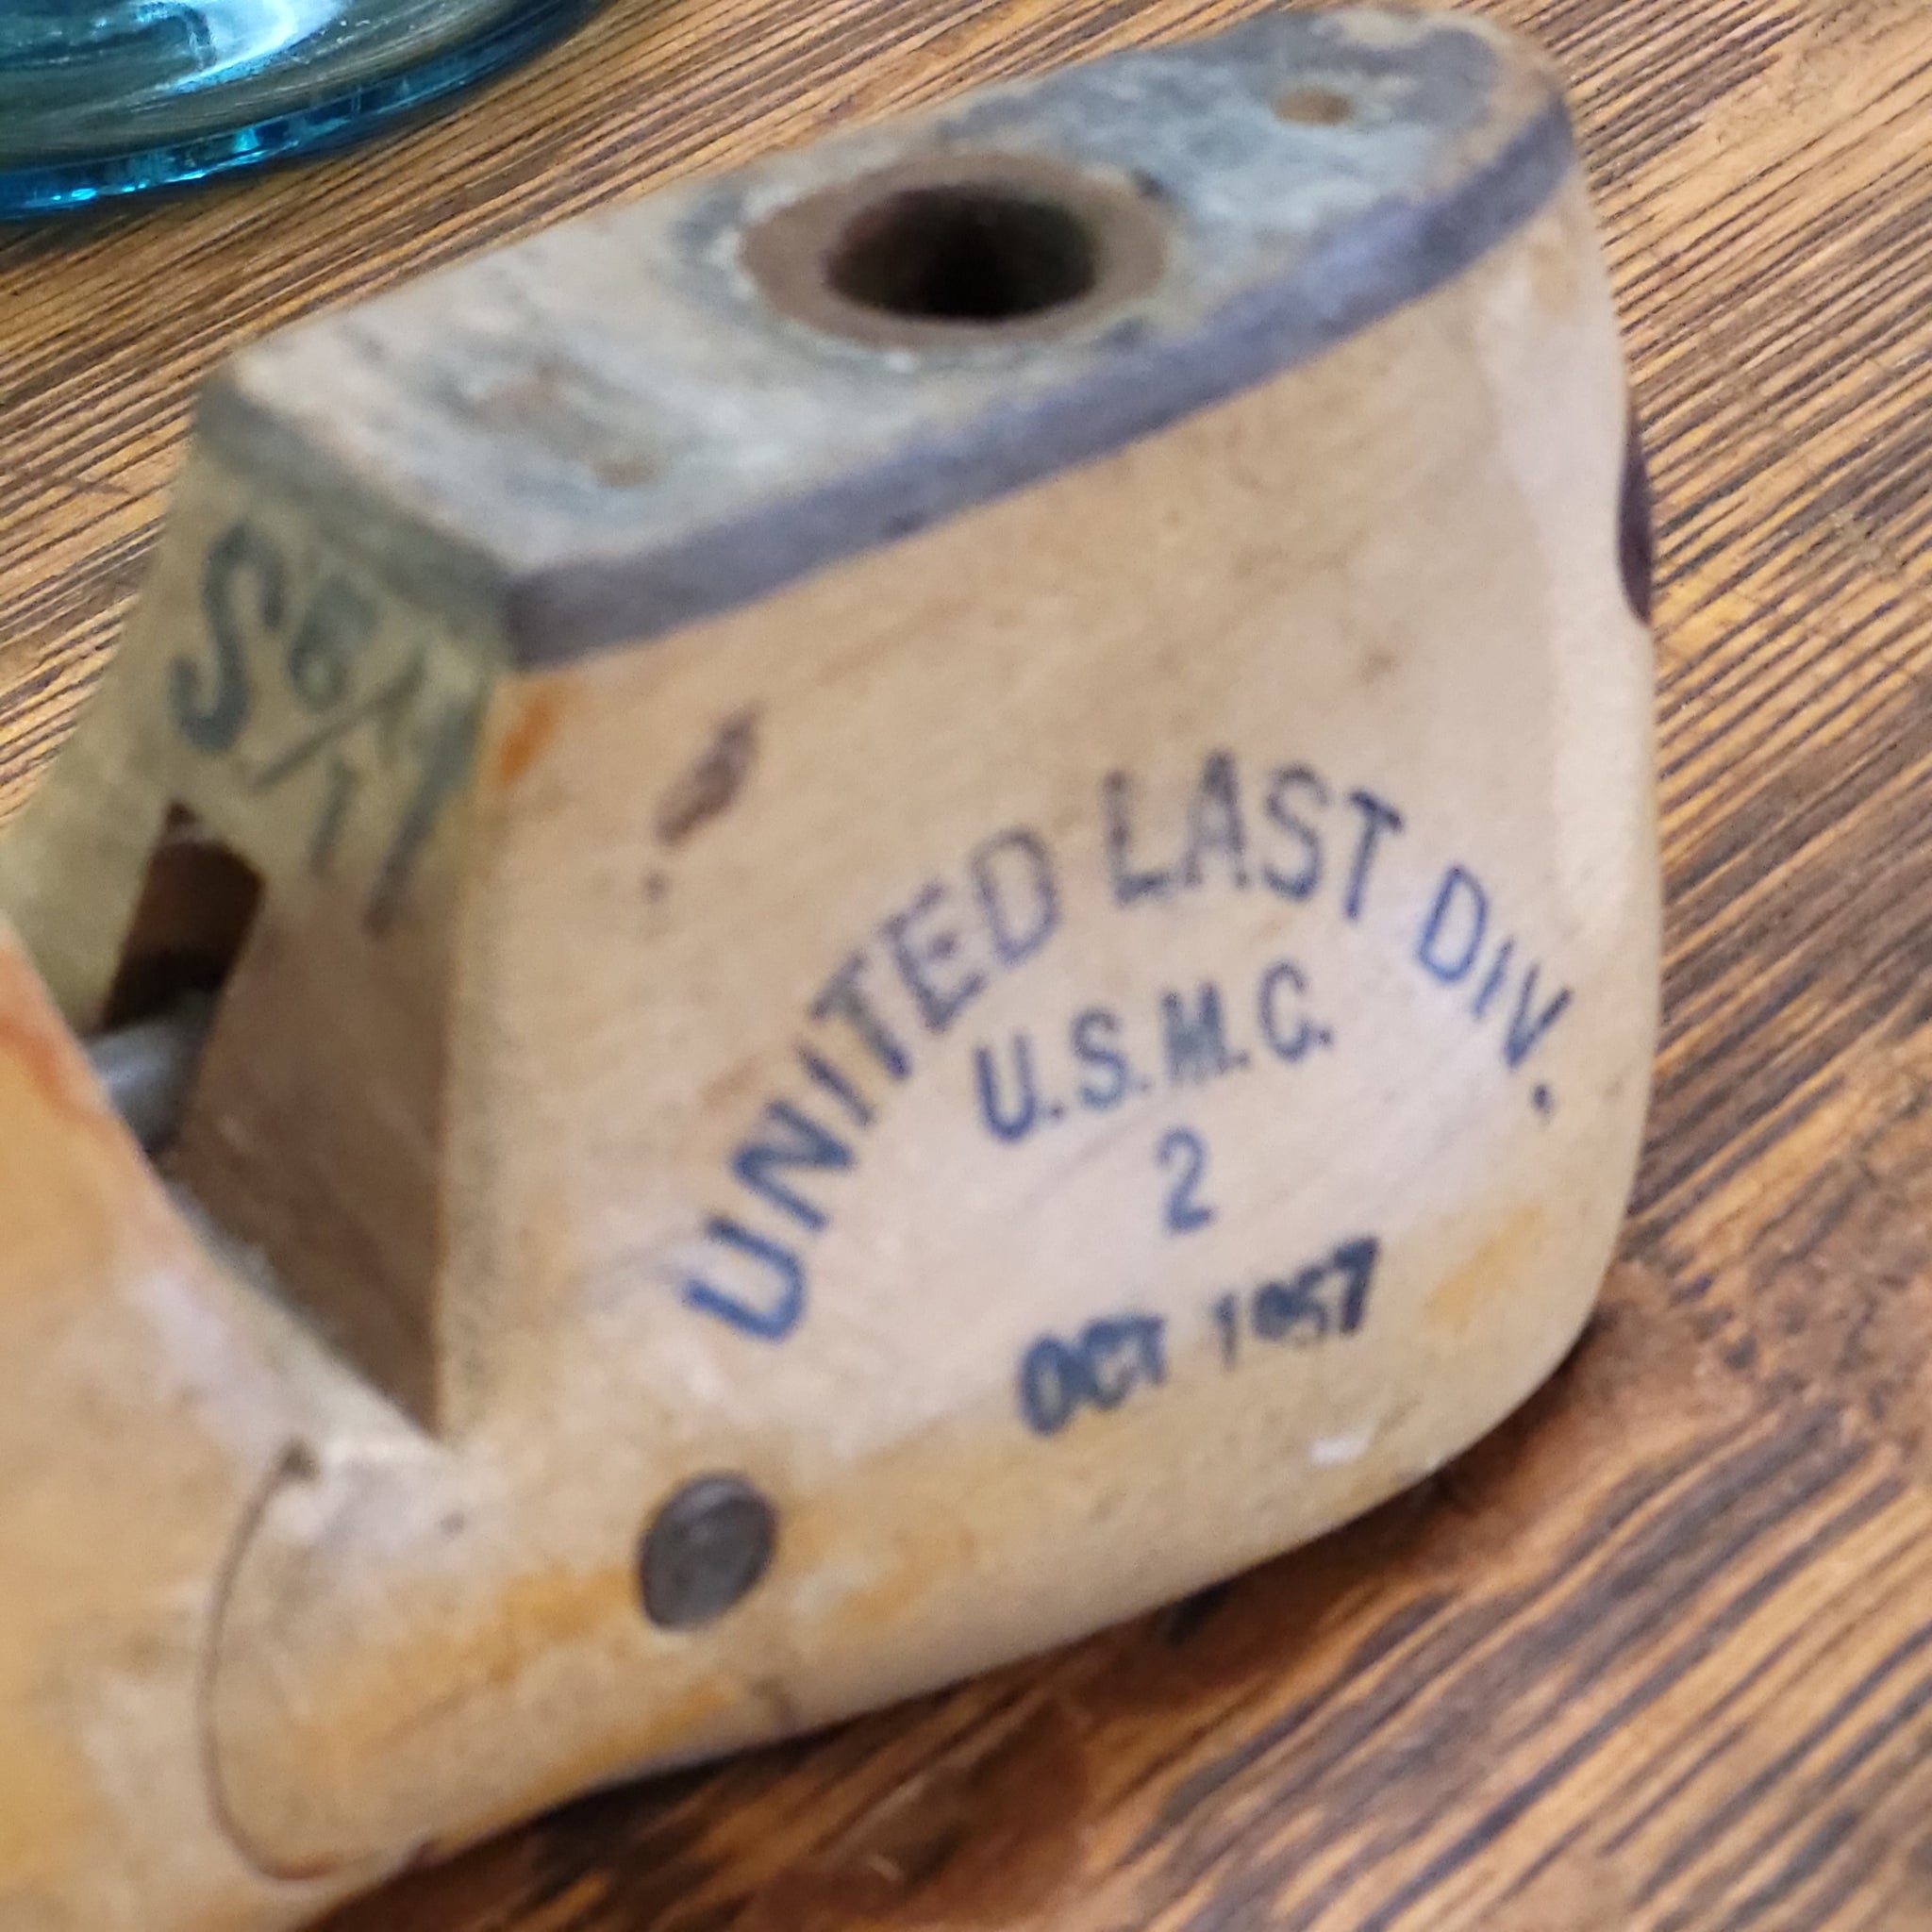 UNITED LAST DIV.
U.S.M.C.
2
OCT 1957